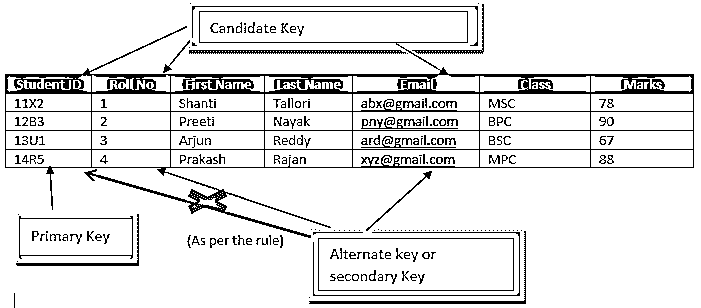 Candidate Key
Student ID Roll No First Name Last Name Email Class Marks
11X2 1 Shanti Tallori abx@gmail.com MSC 78
12B3 2 Preeti Nayak pny@gmail.com BPC 90
13U1 3 Arjun Reddy ard@gmail.com BSC 67
14R5 4 Prakash Rajan xyz@gmail.com MPC 88
Primary Key
(As per the rule)
Alternate key or
secondary Key